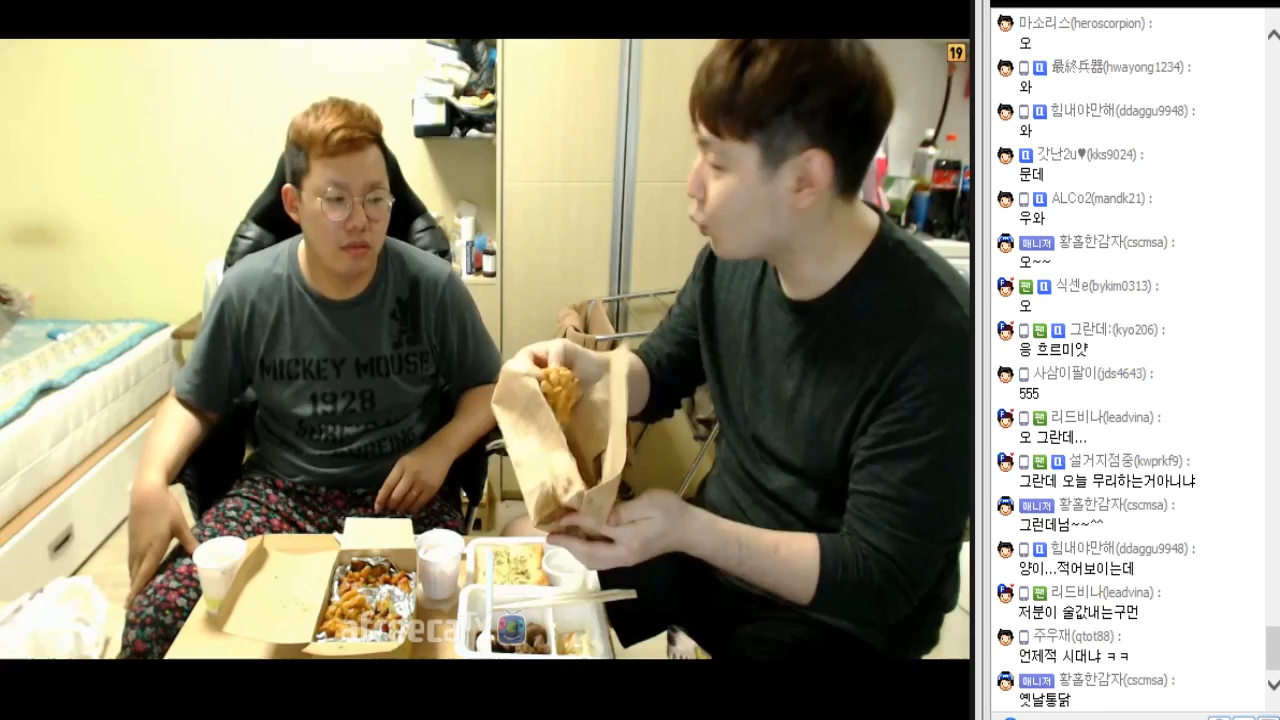 19
MICKEY MOUSE
1928
afreecaTV
마소리스(heroscorpion) :
오
最終兵器(hwayong1234) :
와
힘내야만해(ddaggu9948) :
와
갓난2u♥(kks9024) :
문데
ALCo2(mandk21) :
우와
매니저 황홀한감자(cscmsa) :
오~~
팬 식센e(bykim0313) :
오
팬 그란데:(kyo206) :
응 흐르미얏
사삼이팔이(jds4643) :
555
팬 리드비나(leadvina) :
오 그란데...
팬 설거지점중(kwprkf9) :
그란데 오늘 무리하는거아니냐
매니저 황홀한감자(cscmsa) :
그런데님~~^^
힘내야만해(ddaggu9948) :
양이...적어보이는데
팬 리드비나(leadvina) :
저분이 술값내는구먼
주우재(qtot88) :
언제적 시대냐 ㅋㅋ
매니저 황홀한감자(cscmsa) :
옛날통닭